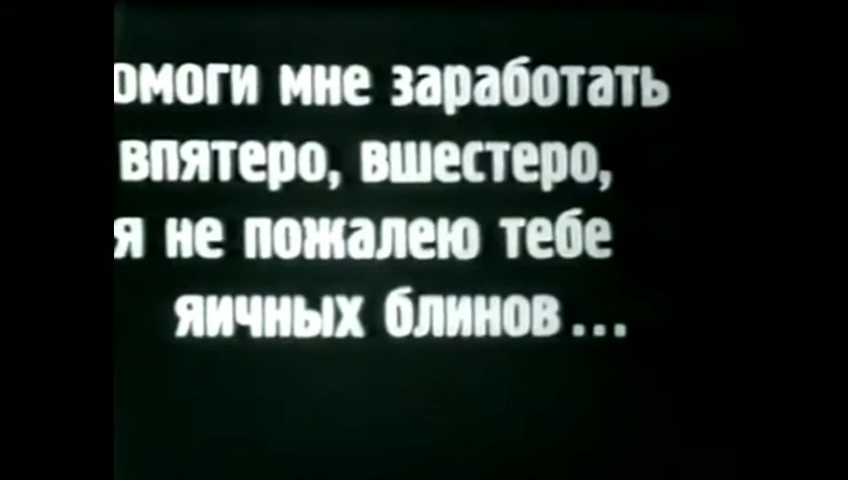 омоги мне заработать
впятеро, вшестеро,
я не пожалею тебе
яичных блинов...